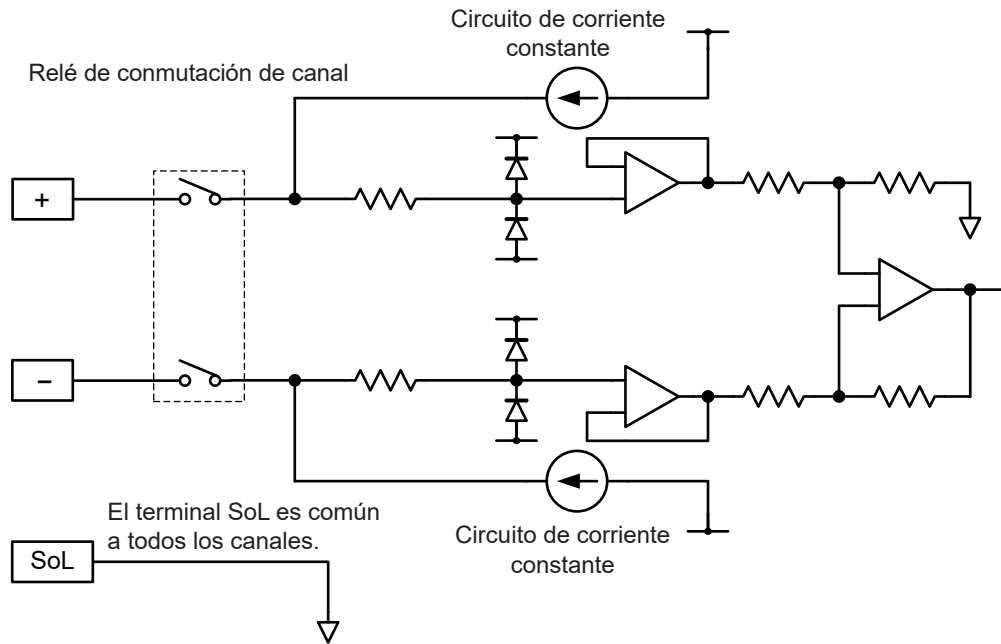 Circuito de corriente
constante
Relé de conmutación de canal
+
−
El terminal SoL es común
a todos los canales.
SoL
Circuito de corriente
constante